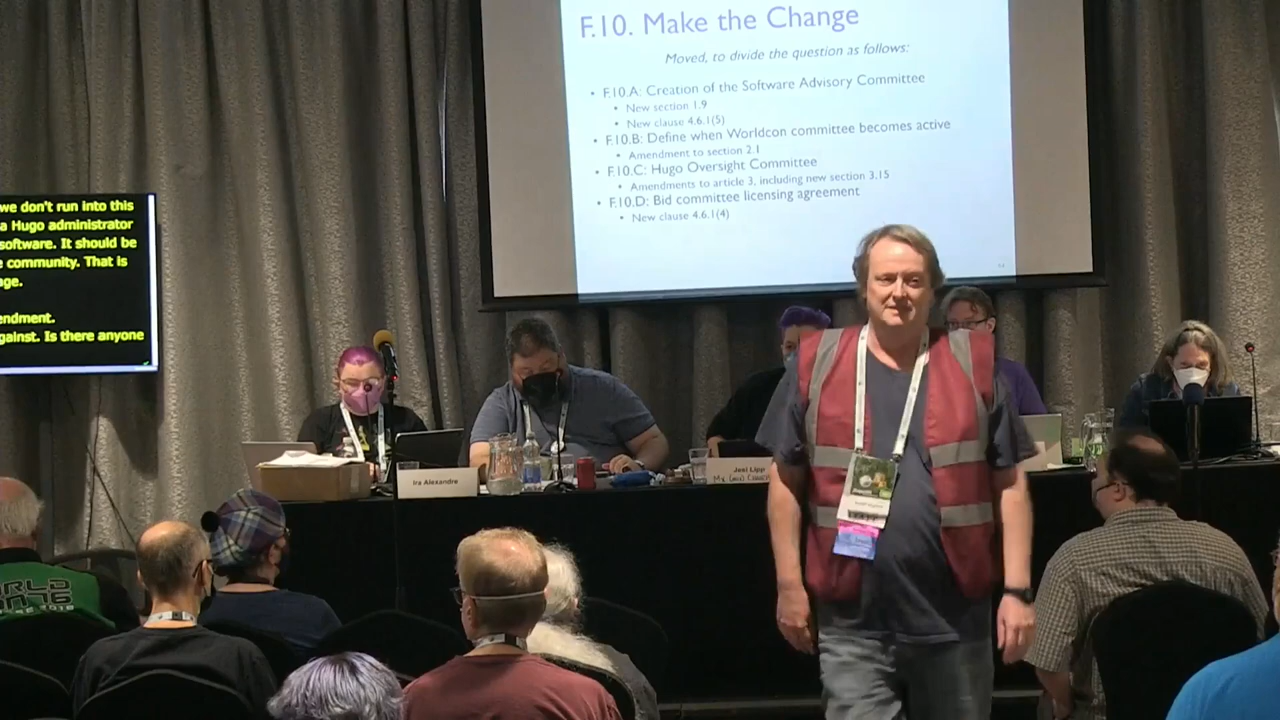 F.10. Make the Change
Moved, to divide the question as follows:
• F.10.A: Creation of the Software Advisory Committee
• New section 1.9
• New clause 4.6.1(5)
• F.10.B: Define when Worldcon committee becomes active
• Amendment to section 2.1
• F.10.C: Hugo Oversight Committee
• Amendments to article 3, including new section 3.15
• F.10.D: Bid committee licensing agreement
• New clause 4.6.1(4)
we don't run into this
a Hugo administrator
software. It should be
community. That is
age.
endment.
against. Is there anyone
Ira Alexandre
Jesi Lipp